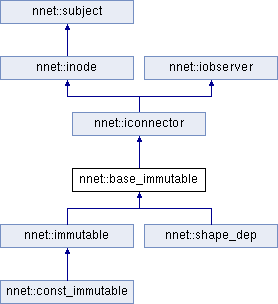 nnet::subject
nnet::inode
nnet::iobserver
nnet::iconnector
nnet::base_immutable
nnet::immutable
nnet::shape_dep
nnet::const_immutable